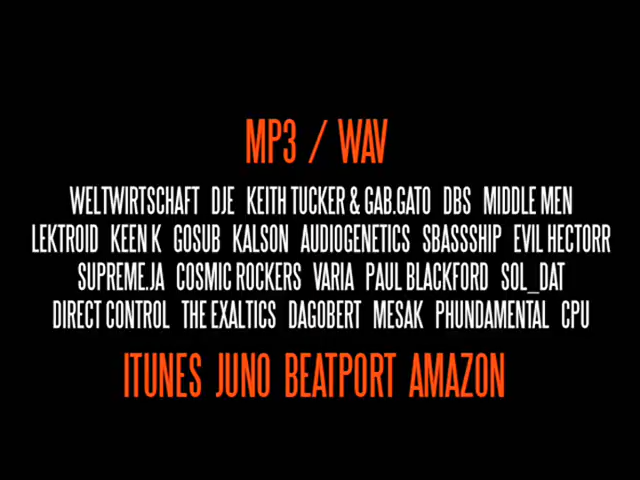 MP3 / WAV
WELTWIRTSCHAFT DJE KEITH TUCKER & GAB.GATO DBS MIDDLE MEN
LEKTROID KEEN K GOSUB KALSON AUDIOGENETICS SBASSSHIP EVIL HECTORR
SUPREME.JA COSMIC ROCKERS VARIA PAUL BLACKFORD SOL_DAT
DIRECT CONTROL THE EXALTICS DAGOBERT MESAK PHUNDAMENTAL CPU
ITUNES JUNO BEATPORT AMAZON